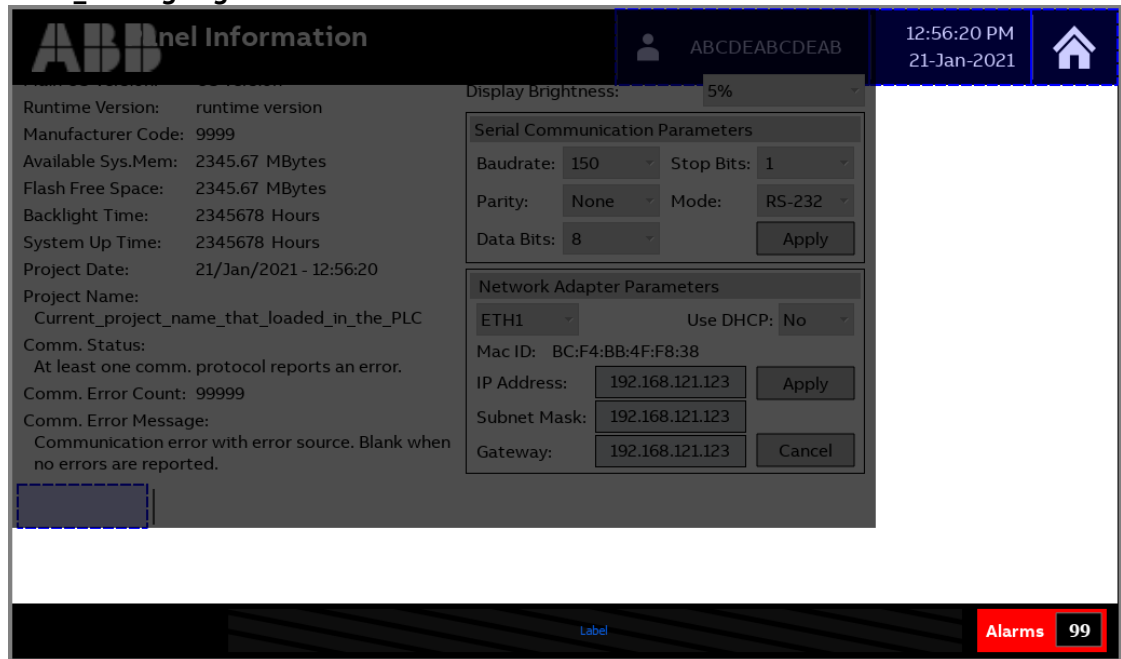 ABB nel Information
ABCDEABCDEAB
12:56:20 PM
21-Jan-2021
Runtime Version: runtime version
Manufacturer Code: 9999
Available Sys.Mem: 2345.67 MBytes
Flash Free Space: 2345.67 MBytes
Backlight Time: 2345678 Hours
System Up Time: 2345678 Hours
Project Date: 21/Jan/2021 - 12:56:20
Project Name:
Current_project_name_that_loaded_in_the_PLC
Comm. Status:
At least one comm. protocol reports an error.
Comm. Error Count: 99999
Comm. Error Message:
Communication error with error source. Blank when
no errors are reported.
Display Brightness: 5%
Serial Communication Parameters
Baudrate: 150 Stop Bits: 1
Parity: None Mode: RS-232
Data Bits: 8 Apply
Network Adapter Parameters
ETH1 Use DHCP: No
Mac ID: BC:F4:BB:4F:F8:38
IP Address: 192.168.121.123 Apply
Subnet Mask: 192.168.121.123
Gateway: 192.168.121.123 Cancel
Label
Alarms 99